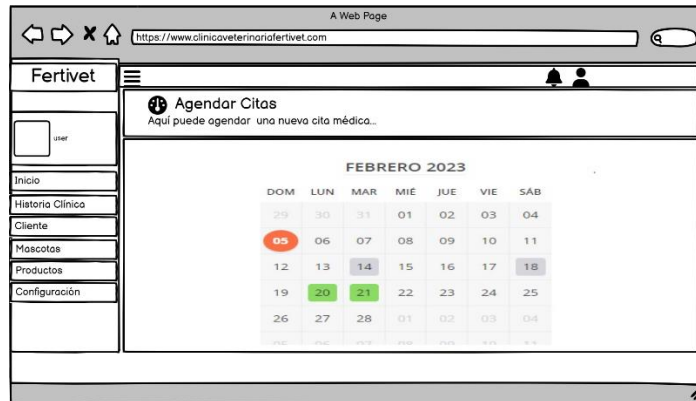 A Web Page
https://www.clinicaveterinariafertivet.com
Fertivet
Agendar Citas
Aquí puede agendar una nueva cita médica...
user
Inicio
Historia Clínica
Cliente
Mascotas
Productos
Configuración
FEBRERO 2023
DOM LUN MAR MIÉ JUE VIE SÁB
29 30 31 01 02 03 04
05 06 07 08 09 10 11
12 13 14 15 16 17 18
19 20 21 22 23 24 25
26 27 28 01 02 03 04